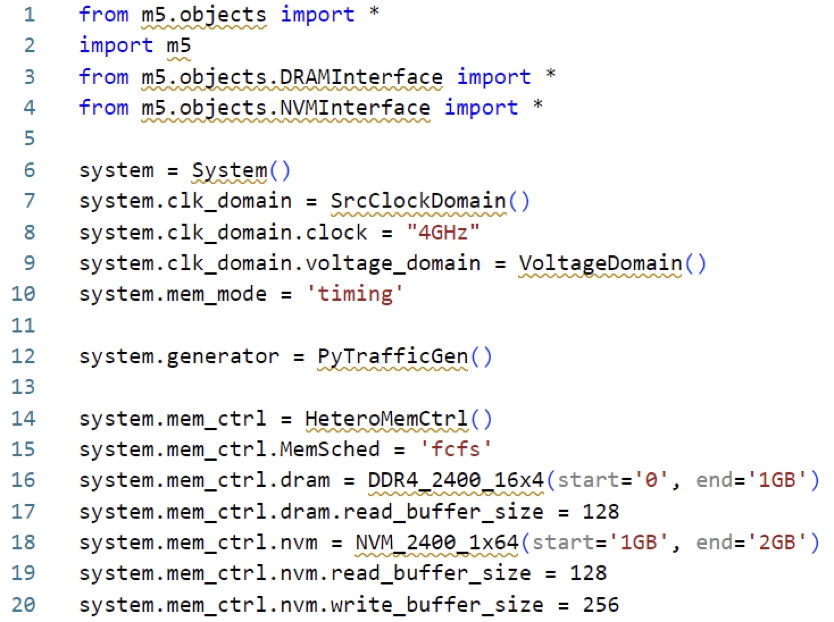 1 from m5.objects import *
2 import m5
3 from m5.objects.DRAMInterface import *
4 from m5.objects.NVMInterface import *
5
6 system = System()
7 system.clk_domain = SrcClockDomain()
8 system.clk_domain.clock = "4GHz"
9 system.clk_domain.voltage_domain = VoltageDomain()
10 system.mem_mode = 'timing'
11
12 system.generator = PyTrafficGen()
13
14 system.mem_ctrl = HeteroMemCtrl()
15 system.mem_ctrl.MemSched = 'fcfs'
16 system.mem_ctrl.dram = DDR4_2400_16x4(start='0', end='1GB')
17 system.mem_ctrl.dram.read_buffer_size = 128
18 system.mem_ctrl.nvm = NVM_2400_1x64(start='1GB', end='2GB')
19 system.mem_ctrl.nvm.read_buffer_size = 128
20 system.mem_ctrl.nvm.write_buffer_size = 256